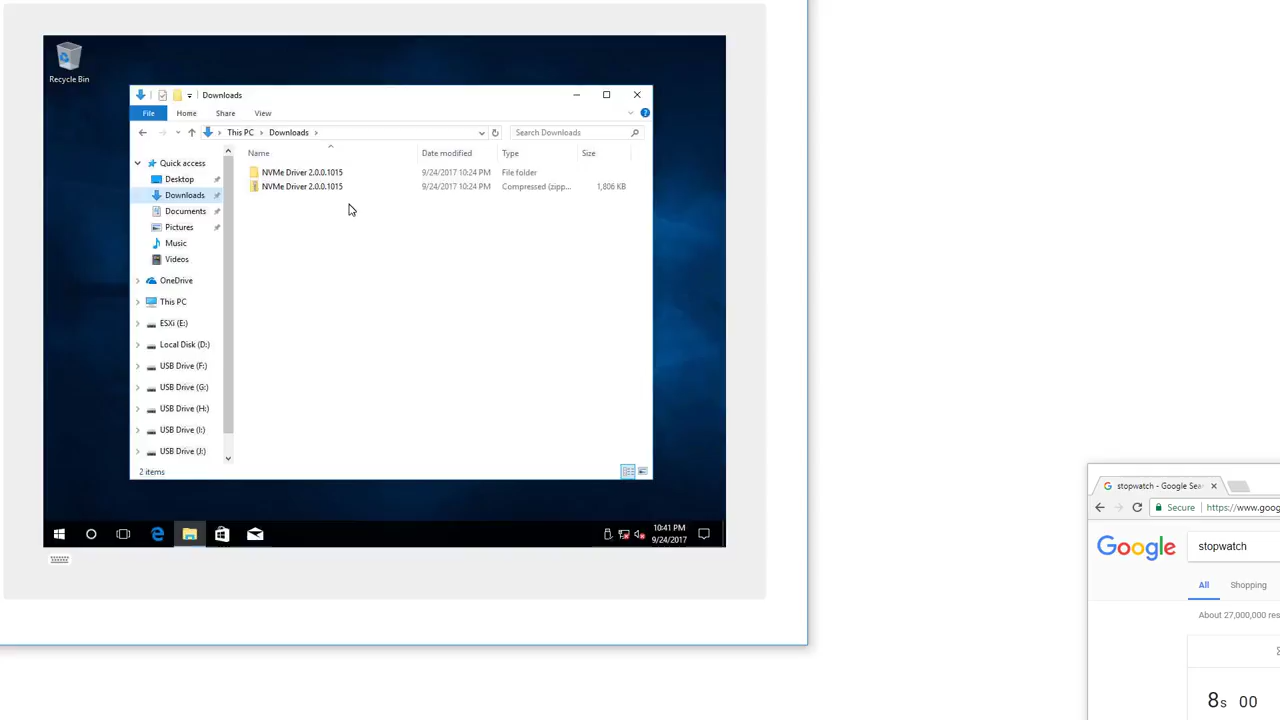 Recycle Bin
Downloads
File Home Share View
This PC Downloads
Search Downloads
Name Date modified Type Size
NVMe Driver 2.0.0.1015 9/24/2017 10:24 PM File folder
NVMe Driver 2.0.0.1015 9/24/2017 10:24 PM Compressed (zipp... 1,806 KB
Quick access
Desktop
Downloads
Documents
Pictures
Music
Videos
OneDrive
This PC
ESXi (E:)
Local Disk (D:)
USB Drive (F:)
USB Drive (G:)
USB Drive (H:)
USB Drive (I:)
USB Drive (J:)
2 items
10:41 PM
9/24/2017
stopwatch - Google Sea
Secure https://www.goog
Google
stopwatch
All Shopping
About 27,000,000 res
8s 00